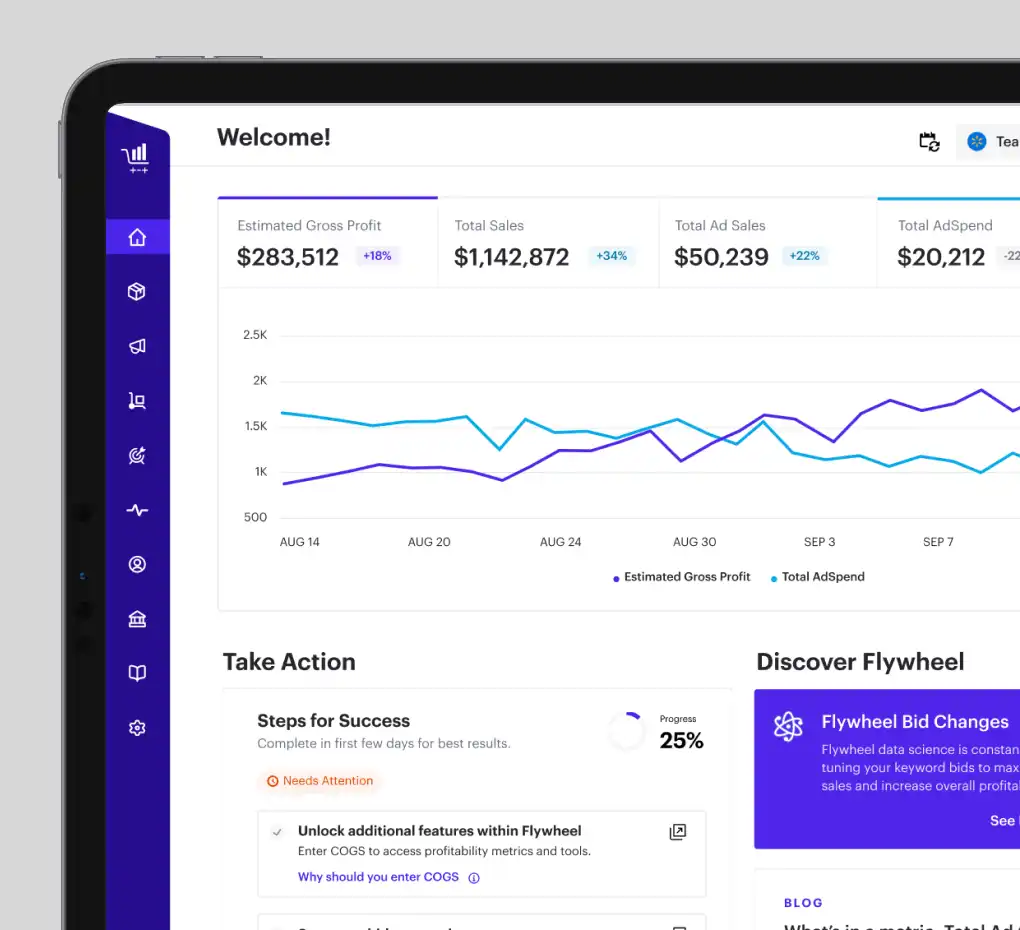 Welcome!
Tea
Estimated Gross Profit
$283,512 +18%
Total Sales
$1,142,872 +34%
Total Ad Sales
$50,239 +22%
Total AdSpend
$20,212 -22
2.5K
2K
1.5K
1K
500
AUG 14 AUG 20 AUG 24 AUG 30 SEP 3 SEP 7
Estimated Gross Profit Total AdSpend
Take Action
Steps for Success
Complete in first few days for best results.
Progress
25%
Needs Attention
Unlock additional features within Flywheel
Enter COGS to access profitability metrics and tools.
Why should you enter COGS
Discover Flywheel
Flywheel Bid Changes
Flywheel data science is constan
tuning your keyword bids to max
sales and increase overall profita
See
BLOG
What's in a metric, Total Ad